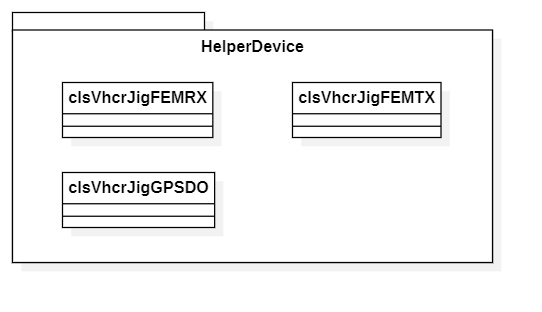 HelperDevice
clsVhcrJigFEMRX
clsVhcrJigFEMTX
clsVhcrJigGPSDO